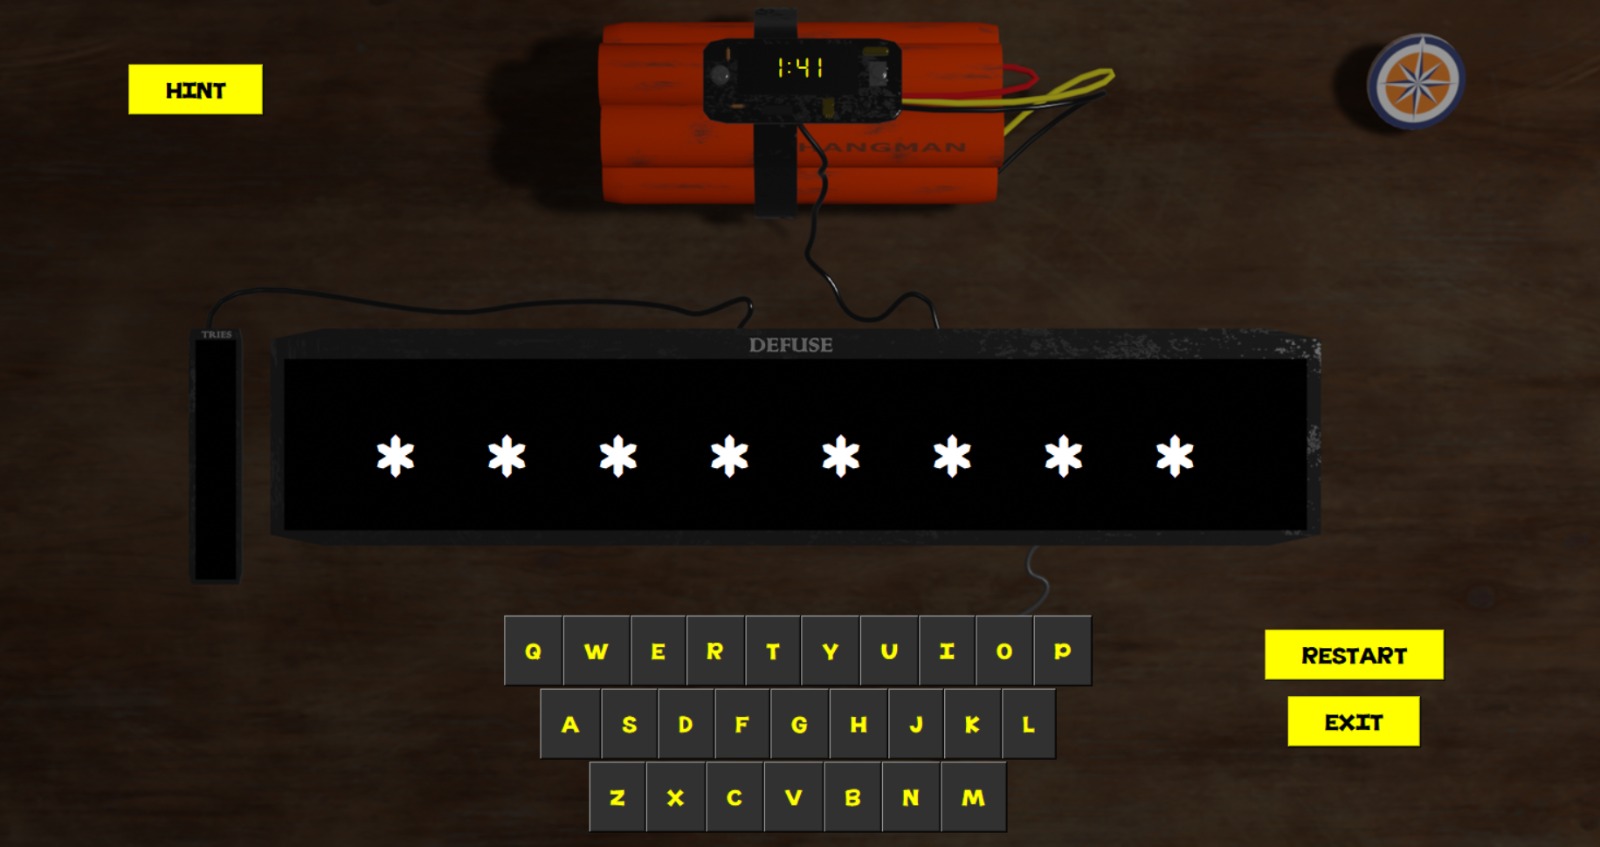 HINT
1:41
HANGMAN
TRIES
DEFUSE
* * * * * * * *
Q W E R T Y U I O P
A S D F G H J K L
Z X C V B N M
RESTART
EXIT